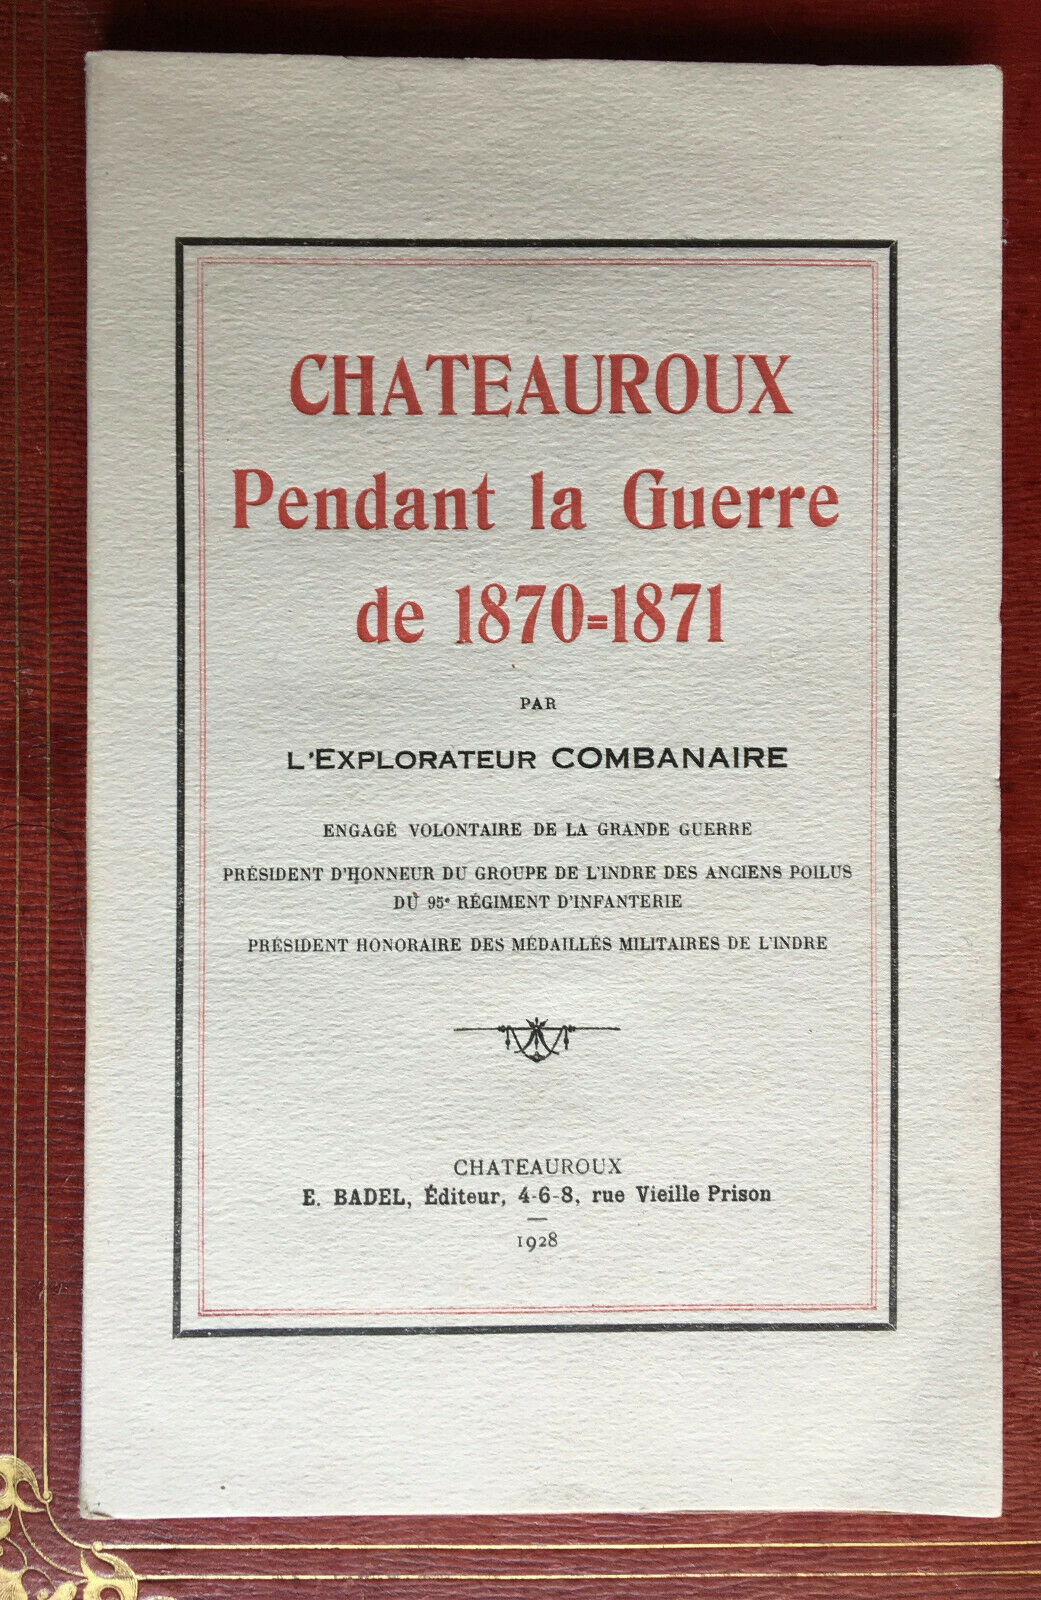 CHATEAUROUX
Pendant la Guerre
de 1870=1871
PAR
L'EXPLORATEUR COMBANAIRE
ENGAGÉ VOLONTAIRE DE LA GRANDE GUERRE
PRÉSIDENT D'HONNEUR DU GROUPE DE L'INDRE DES ANCIENS POILUS
DU 95e RÉGIMENT D'INFANTERIE
PRÉSIDENT HONORAIRE DES MÉDAILLÉS MILITAIRES DE L'INDRE
CHATEAUROUX
E. BADEL, Éditeur, 4-6-8, rue Vieille Prison
1928